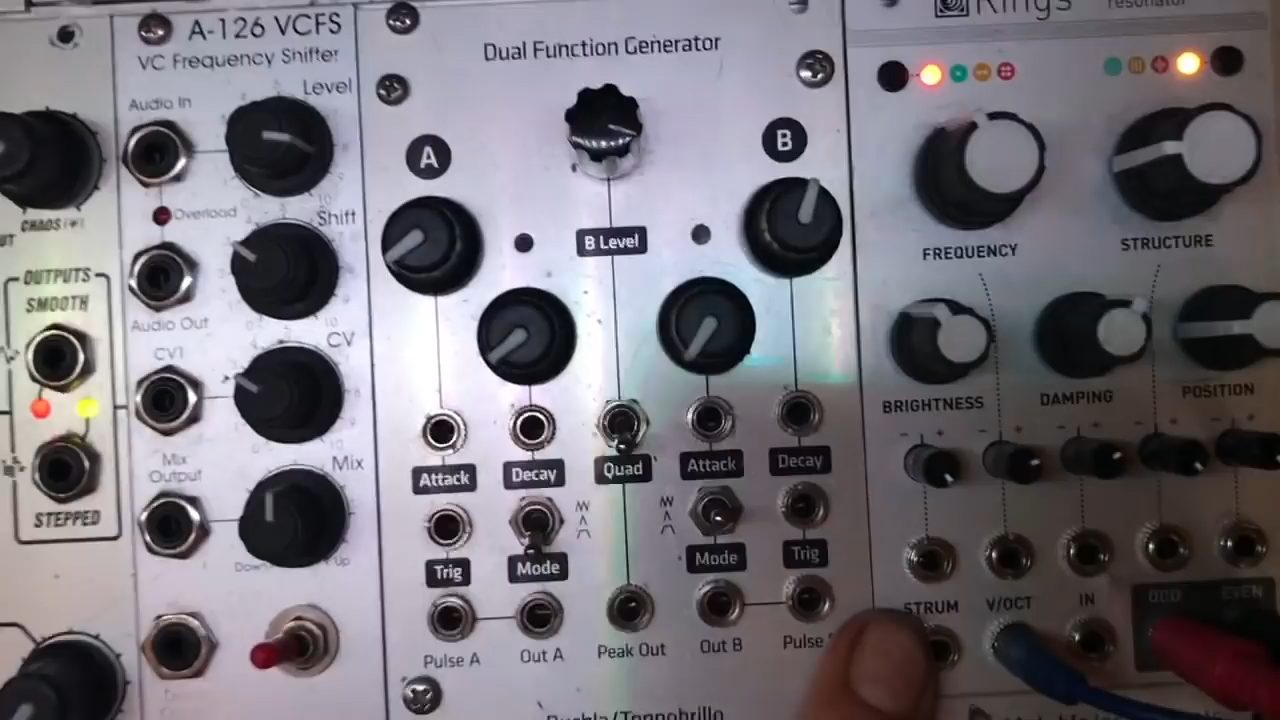 CHAOS
OUTPUTS
SMOOTH
STEPPED
A-126 VCFS
VC Frequency Shifter
Level
Audio In
Overload
Shift
Audio Out
CV
CV1
Mix
Mix
Output
Up
Dual Function Generator
A
B
B Level
Attack
Decay
Quad
Attack
Decay
Trig
Mode
Mode
Trig
Pulse A
Out A
Peak Out
Out B
Pulse
Rings
resonator
FREQUENCY
STRUCTURE
BRIGHTNESS
DAMPING
POSITION
STRUM
V/OCT
IN
ODD
EVEN